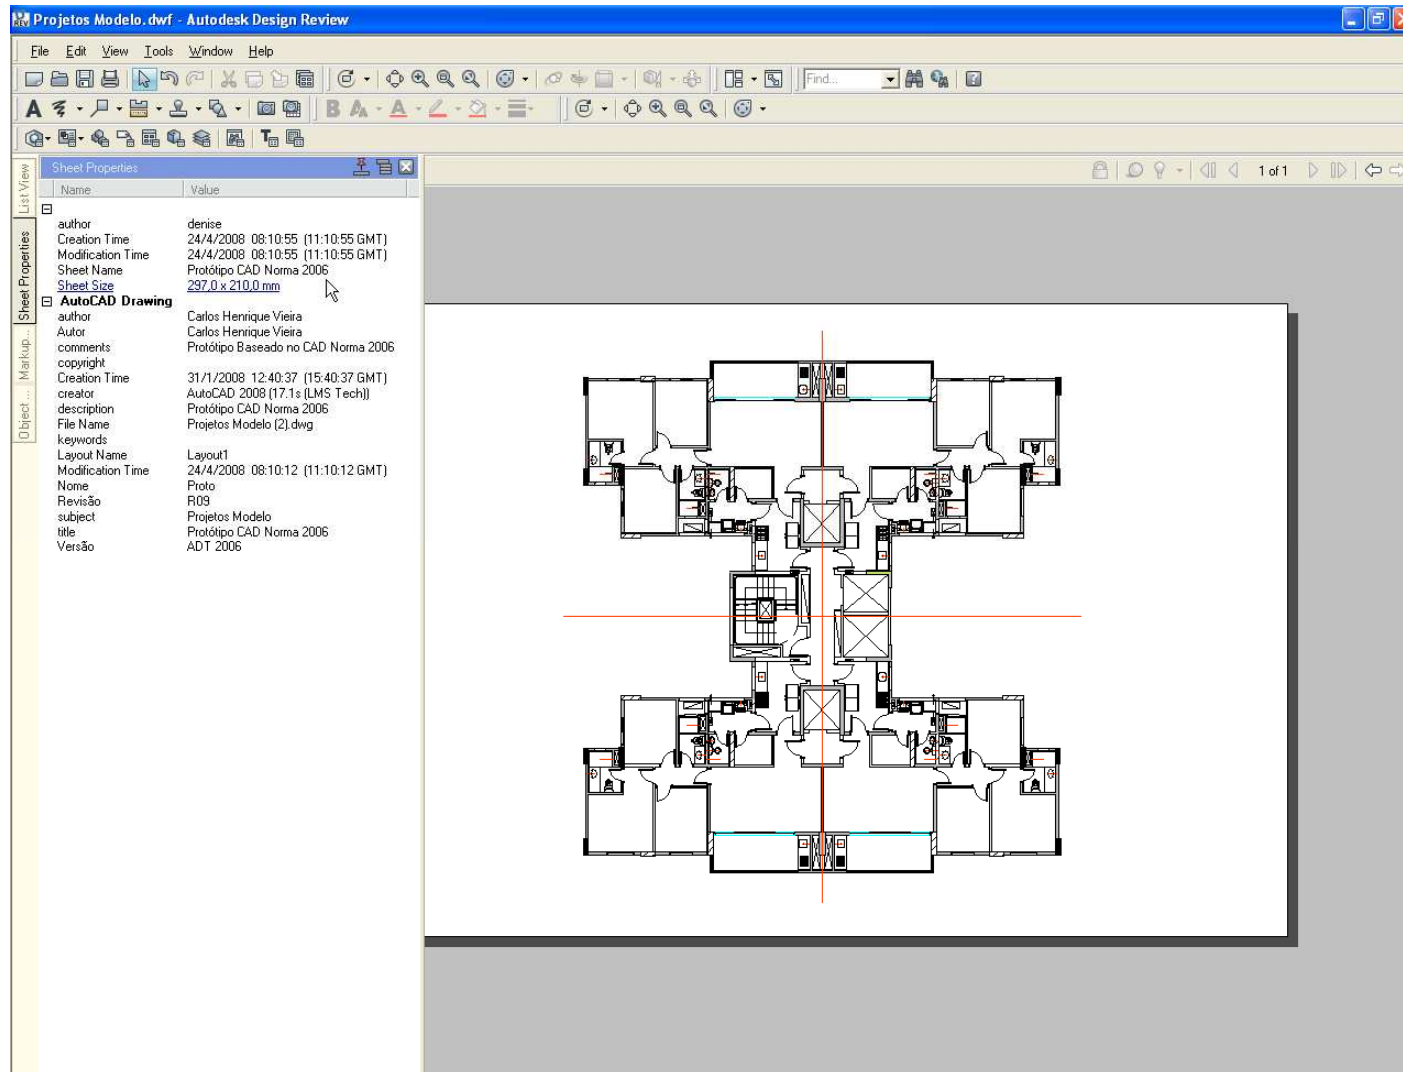 Projetos Modelo.dwf - Autodesk Design Review
File Edit View Tools Window Help
Find...
1 of 1
List View
Sheet Properties
Markup...
Object ...
Sheet Properties
Name Value
author denise
Creation Time 24/4/2008 08:10:55 (11:10:55 GMT)
Modification Time 24/4/2008 08:10:55 (11:10:55 GMT)
Sheet Name Protótipo CAD Norma 2006
Sheet Size 297,0 x 210,0 mm
AutoCAD Drawing
author Carlos Henrique Vieira
Autor Carlos Henrique Vieira
comments Protótipo Baseado no CAD Norma 2006
copyright
Creation Time 31/1/2008 12:40:37 (15:40:37 GMT)
creator AutoCAD 2008 (17.1s (LMS Tech))
description Protótipo CAD Norma 2006
File Name Projetos Modelo (2).dwg
keywords
Layout Name Layout1
Modification Time 24/4/2008 08:10:12 (11:10:12 GMT)
Nome Proto
Revisão R09
subject Projetos Modelo
title Protótipo CAD Norma 2006
Versão ADT 2006